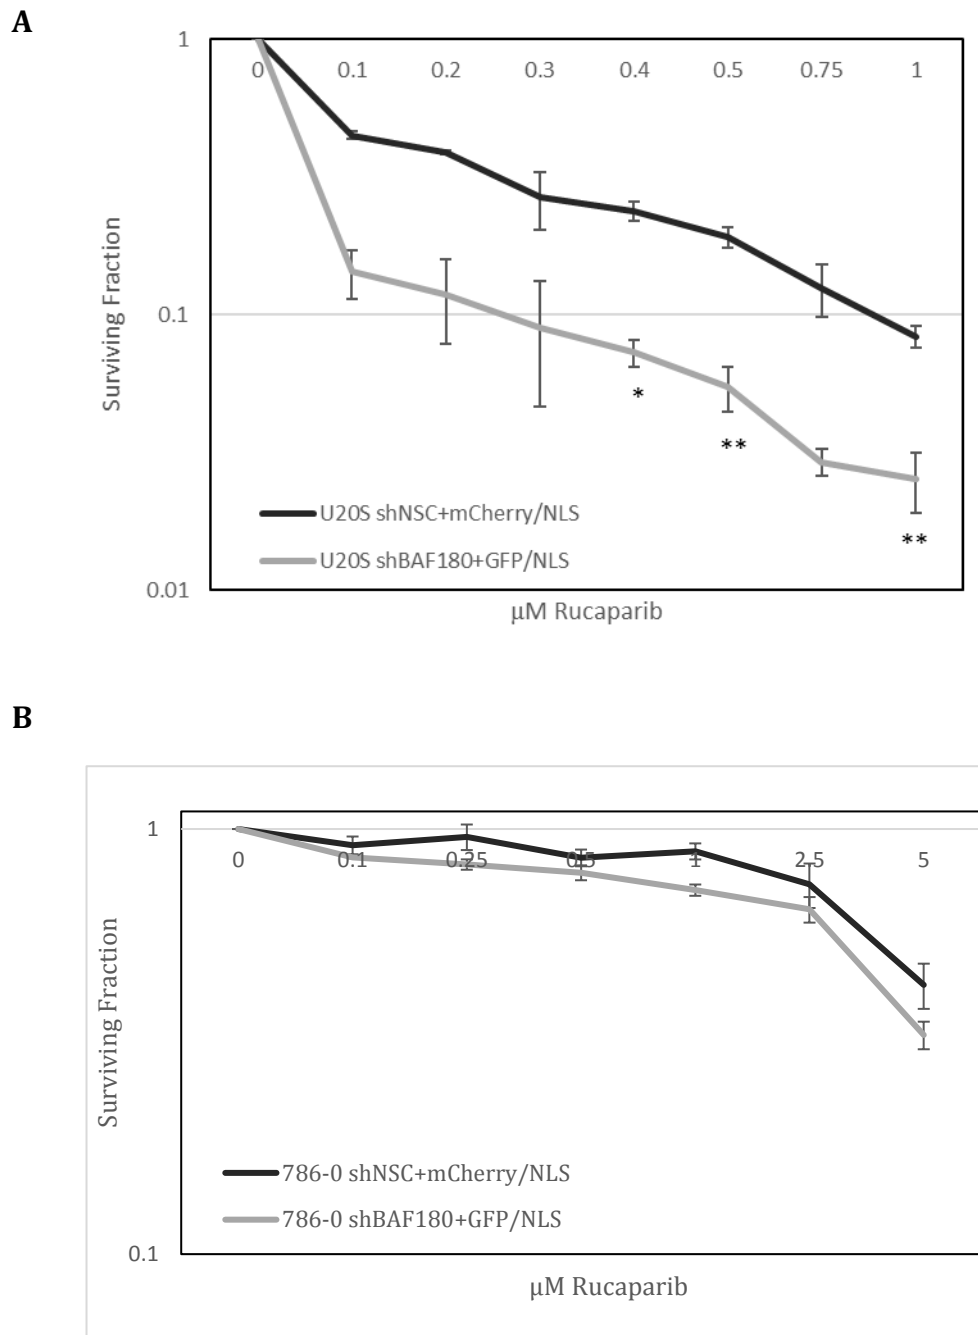 A
1
0 0.1 0.2 0.3 0.4 0.5 0.75 1
Surviving Fraction
0.1
*
**
**
U20S shNSC+mCherry/NLS
U20S shBAF180+GFP/NLS
0.01
μM Rucaparib
B
1
0 0.1 0.25 0.5 1 2.5 5
Surviving Fraction
786-0 shNSC+mCherry/NLS
786-0 shBAF180+GFP/NLS
0.1
μM Rucaparib